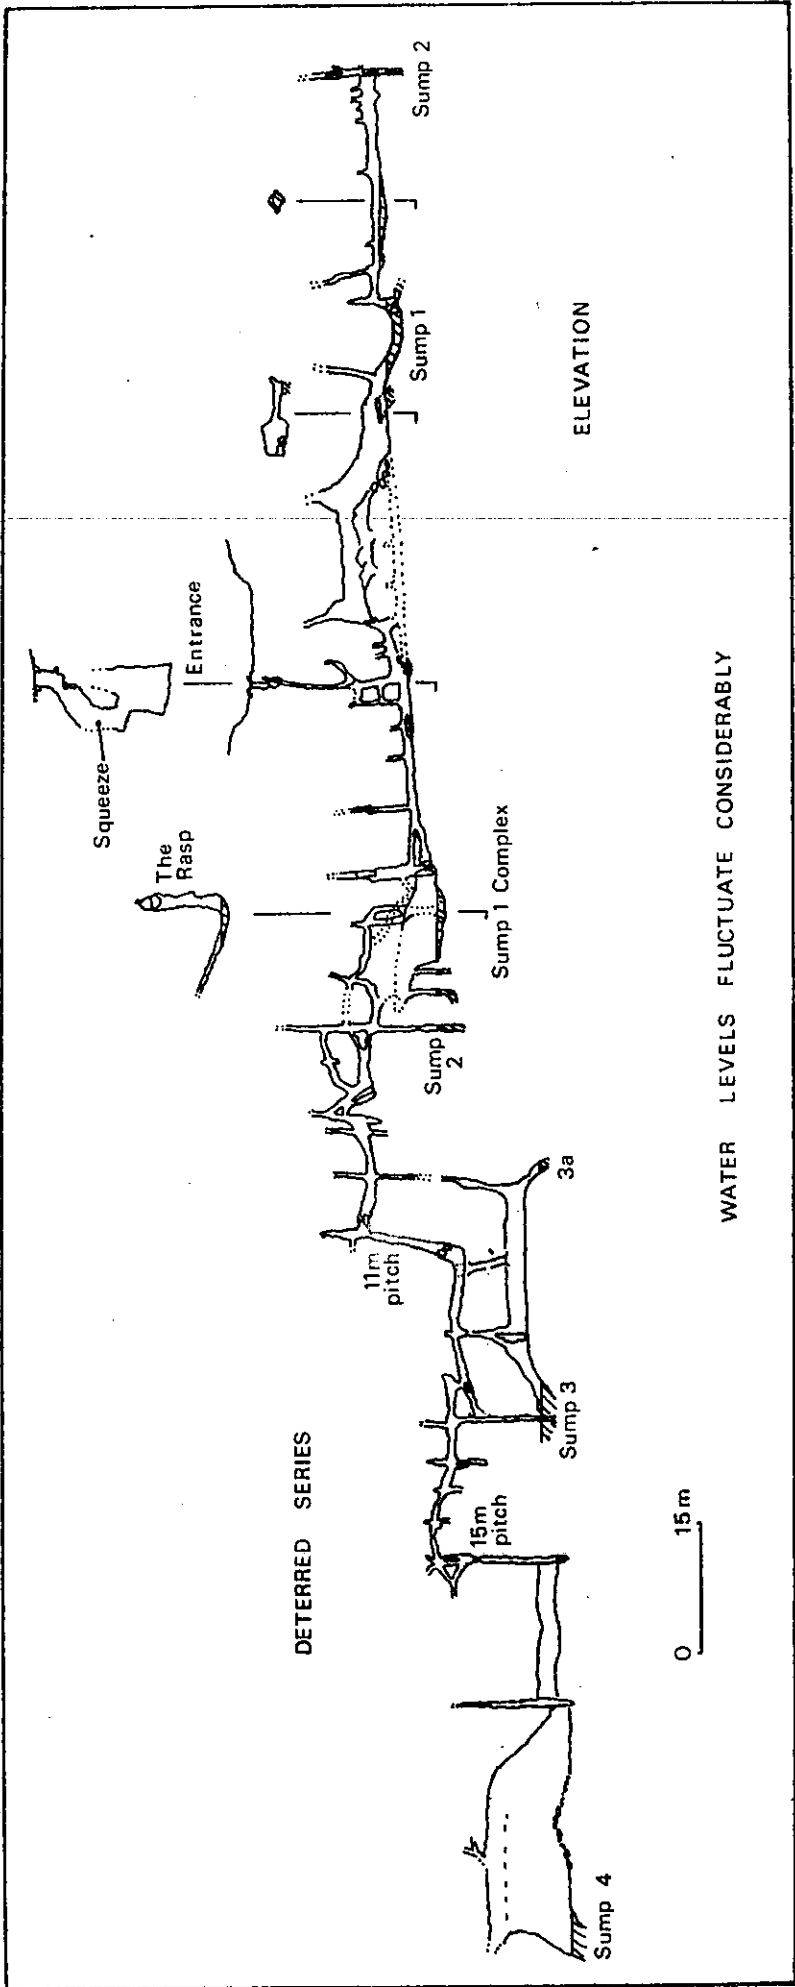 Squeeze
Entrance
The
Rasp
DETERRED SERIES
11m
pitch
15m
pitch
Sump 4
Sump 3
3a
Sump
2
Sump 1 Complex
Sump 1
Sump 2
ELEVATION
0 15m
WATER LEVELS FLUCTUATE CONSIDERABLY